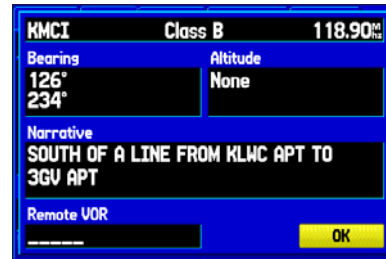 KMCI Class B 118.90MHz
Bearing Altitude
126° None
234°
Narrative
SOUTH OF A LINE FROM KLWC APT TO
3GV APT
Remote VOR
_____
OK